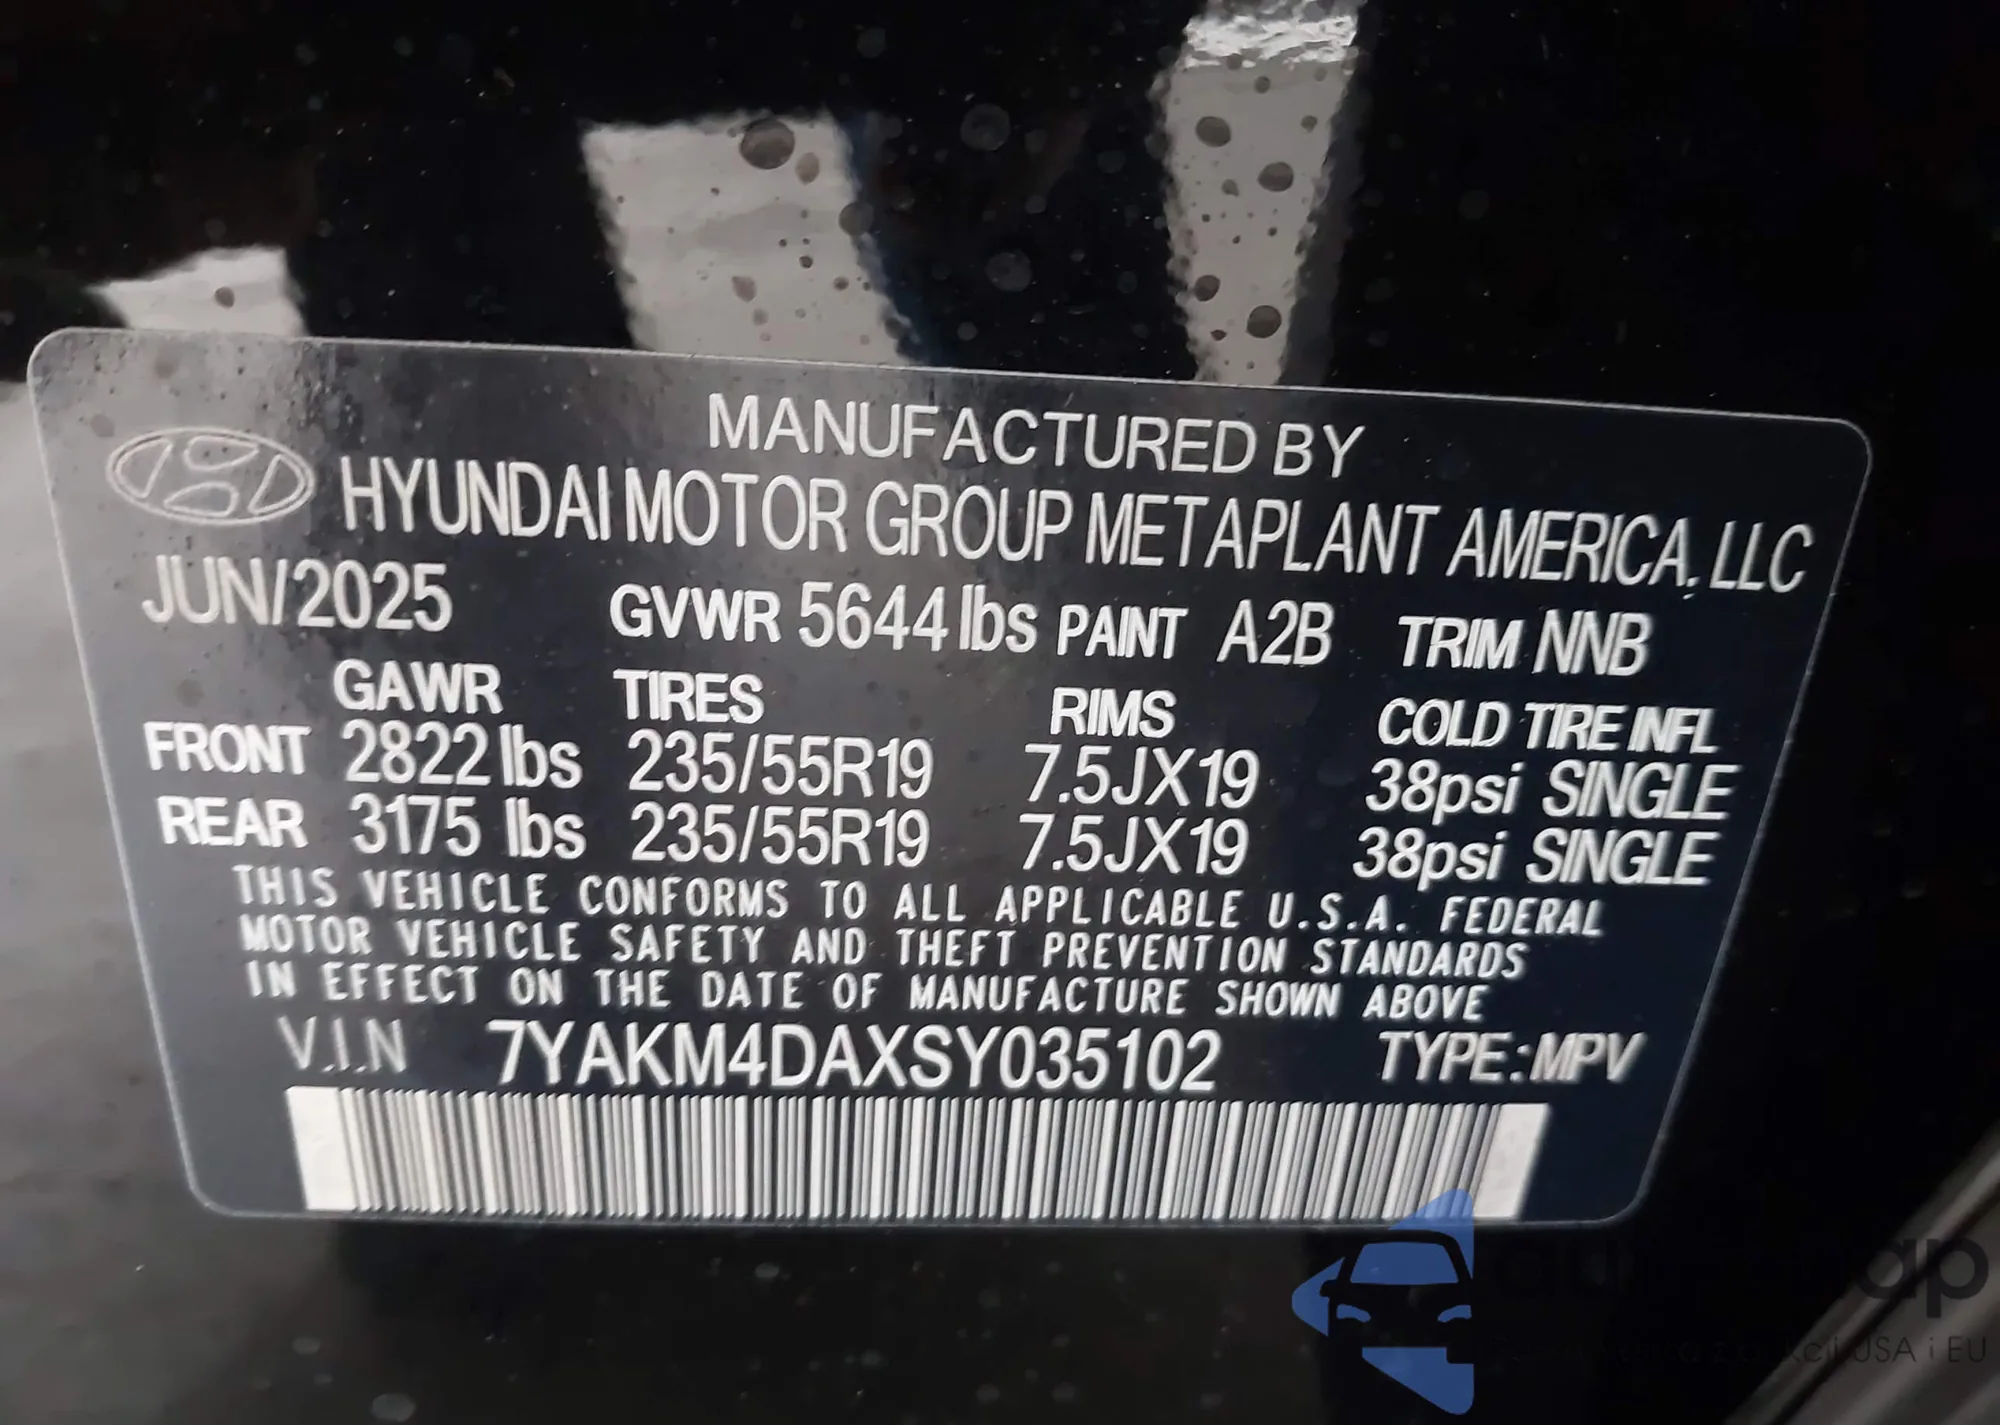 MANUFACTURED BY
HYUNDAI MOTOR GROUP METAPLANT AMERICA, LLC
JUN/2025 GVWR 5644 lbs PAINT A2B TRIM NNB
GAWR TIRES RIMS COLD TIRE INFL
FRONT 2822 lbs 235/55R19 7.5JX19 38psi SINGLE
REAR 3175 lbs 235/55R19 7.5JX19 38psi SINGLE
THIS VEHICLE CONFORMS TO ALL APPLICABLE U.S.A. FEDERAL
MOTOR VEHICLE SAFETY AND THEFT PREVENTION STANDARDS
IN EFFECT ON THE DATE OF MANUFACTURE SHOWN ABOVE
V.I.N 7YAKM4DAXSY035102 TYPE:MPV
USA i EU